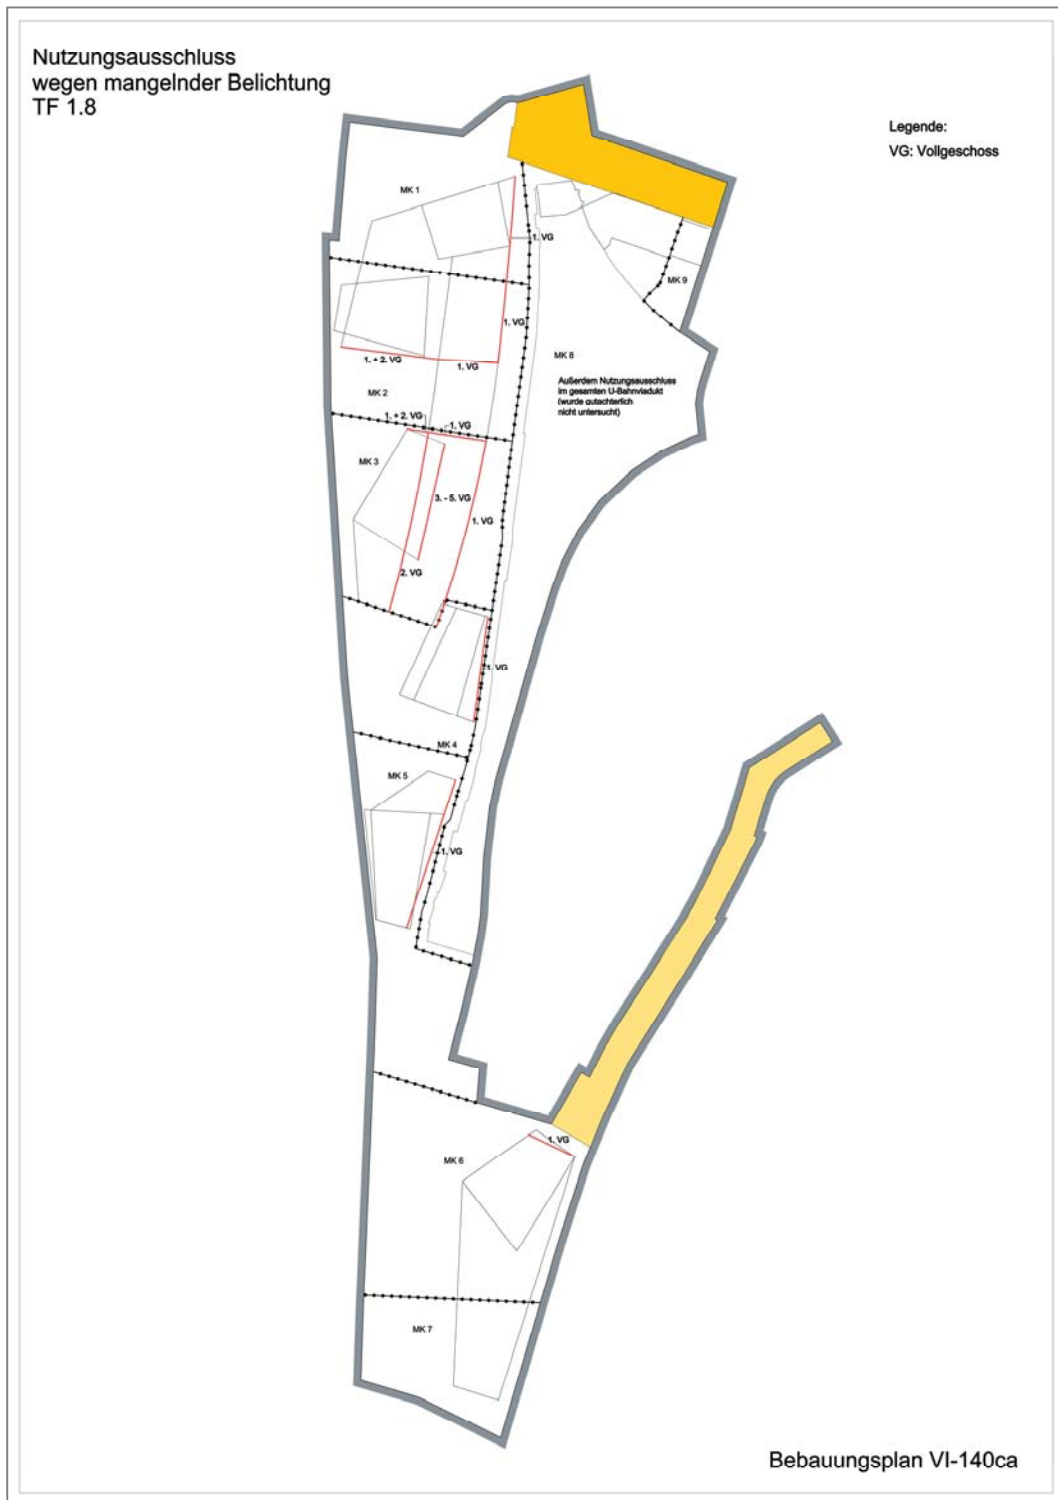 Nutzungsausschluss
wegen mangelnder Belichtung
TF 1.8
Legende:
VG: Vollgeschoss
MK 1
1. VG
MK 9
1. VG
MK 8
1. + 2. VG
1. VG
Außerdem Nutzungsausschluss
im gesamten U-Bahnviadukt
(wurde gutachterlich
nicht untersucht)
MK 2
1. + 2. VG
1. VG
MK 3
3. - 5. VG
1. VG
2. VG
1. VG
MK 4
MK 5
1. VG
1. VG
MK 6
MK 7
Bebauungsplan VI-140ca